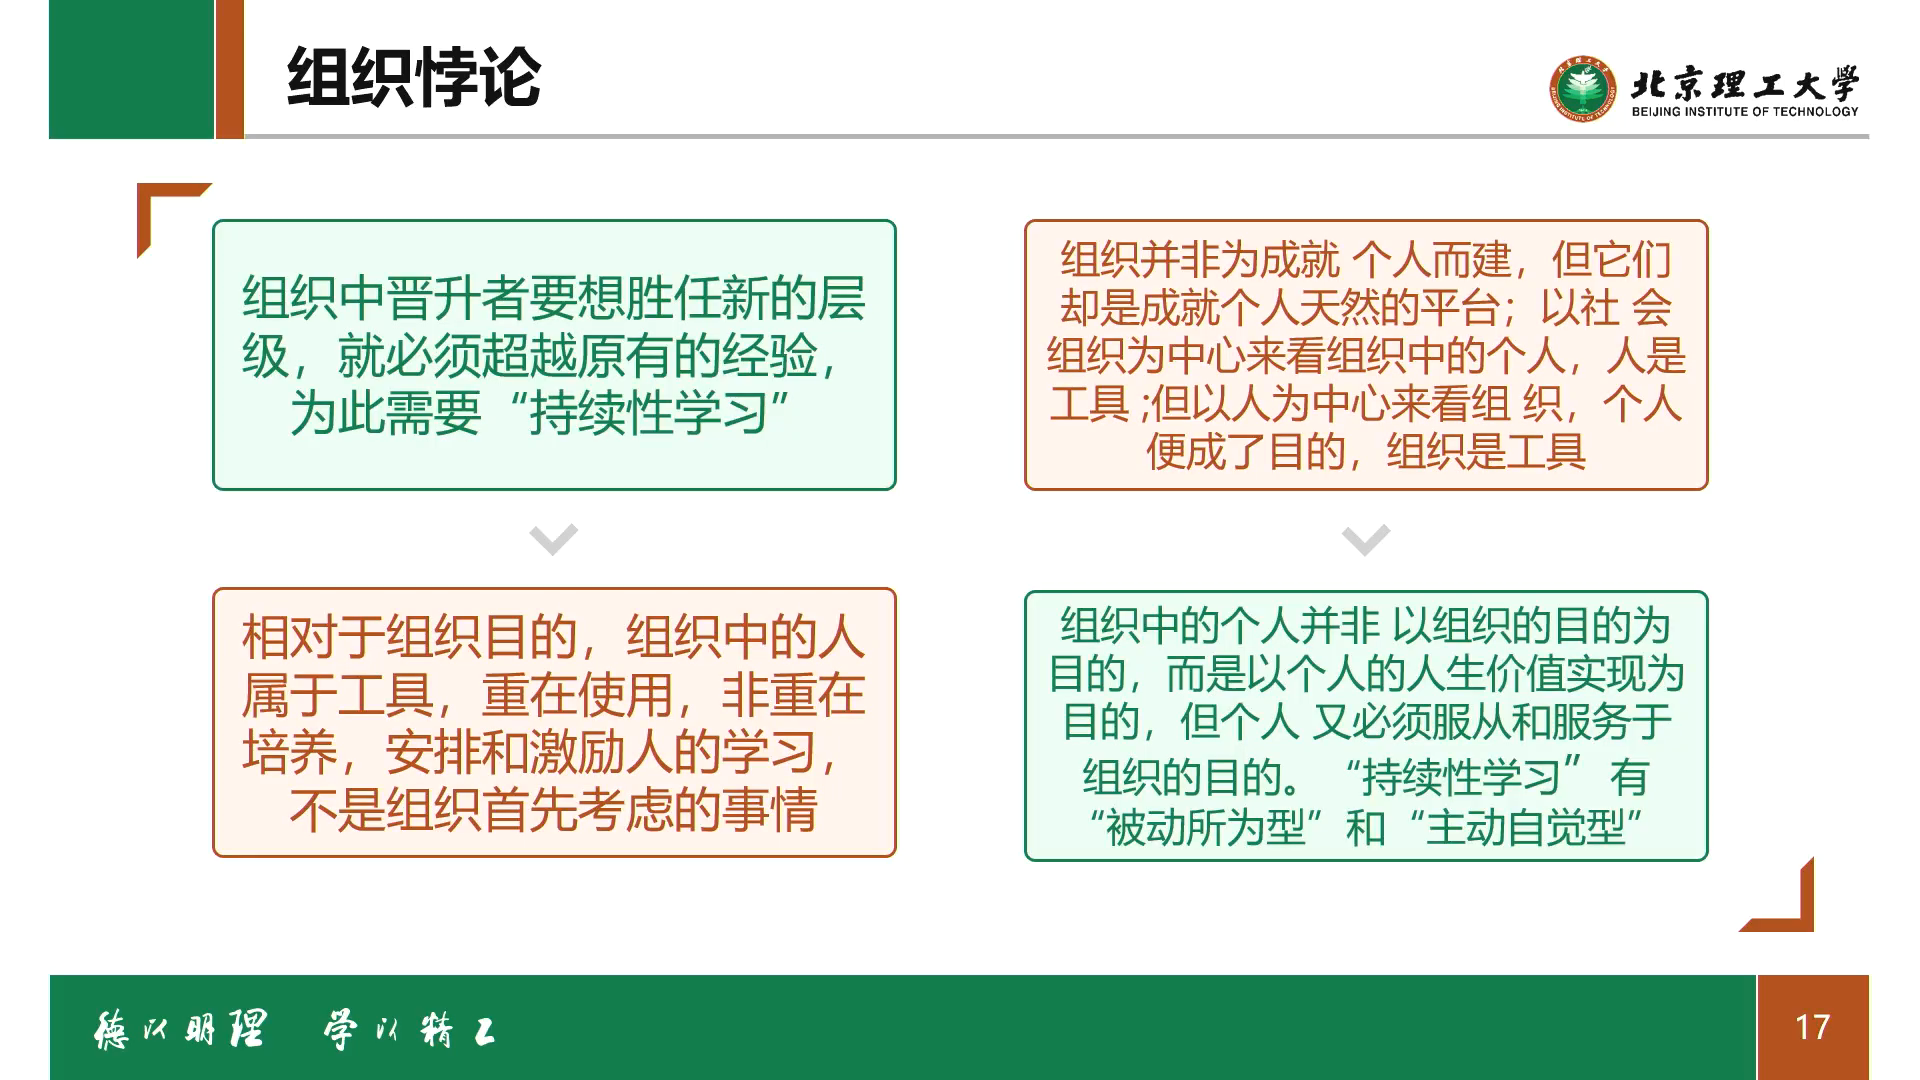 组织悖论
北京理工大学
BEIJING INSTITUTE OF TECHNOLOGY
组织中晋升者要想胜任新的层
级，就必须超越原有的经验，
为此需要“持续性学习”
相对于组织目的，组织中的人
属于工具，重在使用，非重在
培养，安排和激励人的学习，
不是组织首先考虑的事情
组织并非为成就 个人而建，但它们
却是成就个人天然的平台；以社 会
组织为中心来看组织中的个人，人是
工具 ;但以人为中心来看组 织，个人
便成了目的，组织是工具
组织中的个人并非 以组织的目的为
目的，而是以个人的人生价值实现为
目的，但个人 又必须服从和服务于
组织的目的。“持续性学习” 有
“被动所为型”和“主动自觉型”
德以明理 学以精工
17